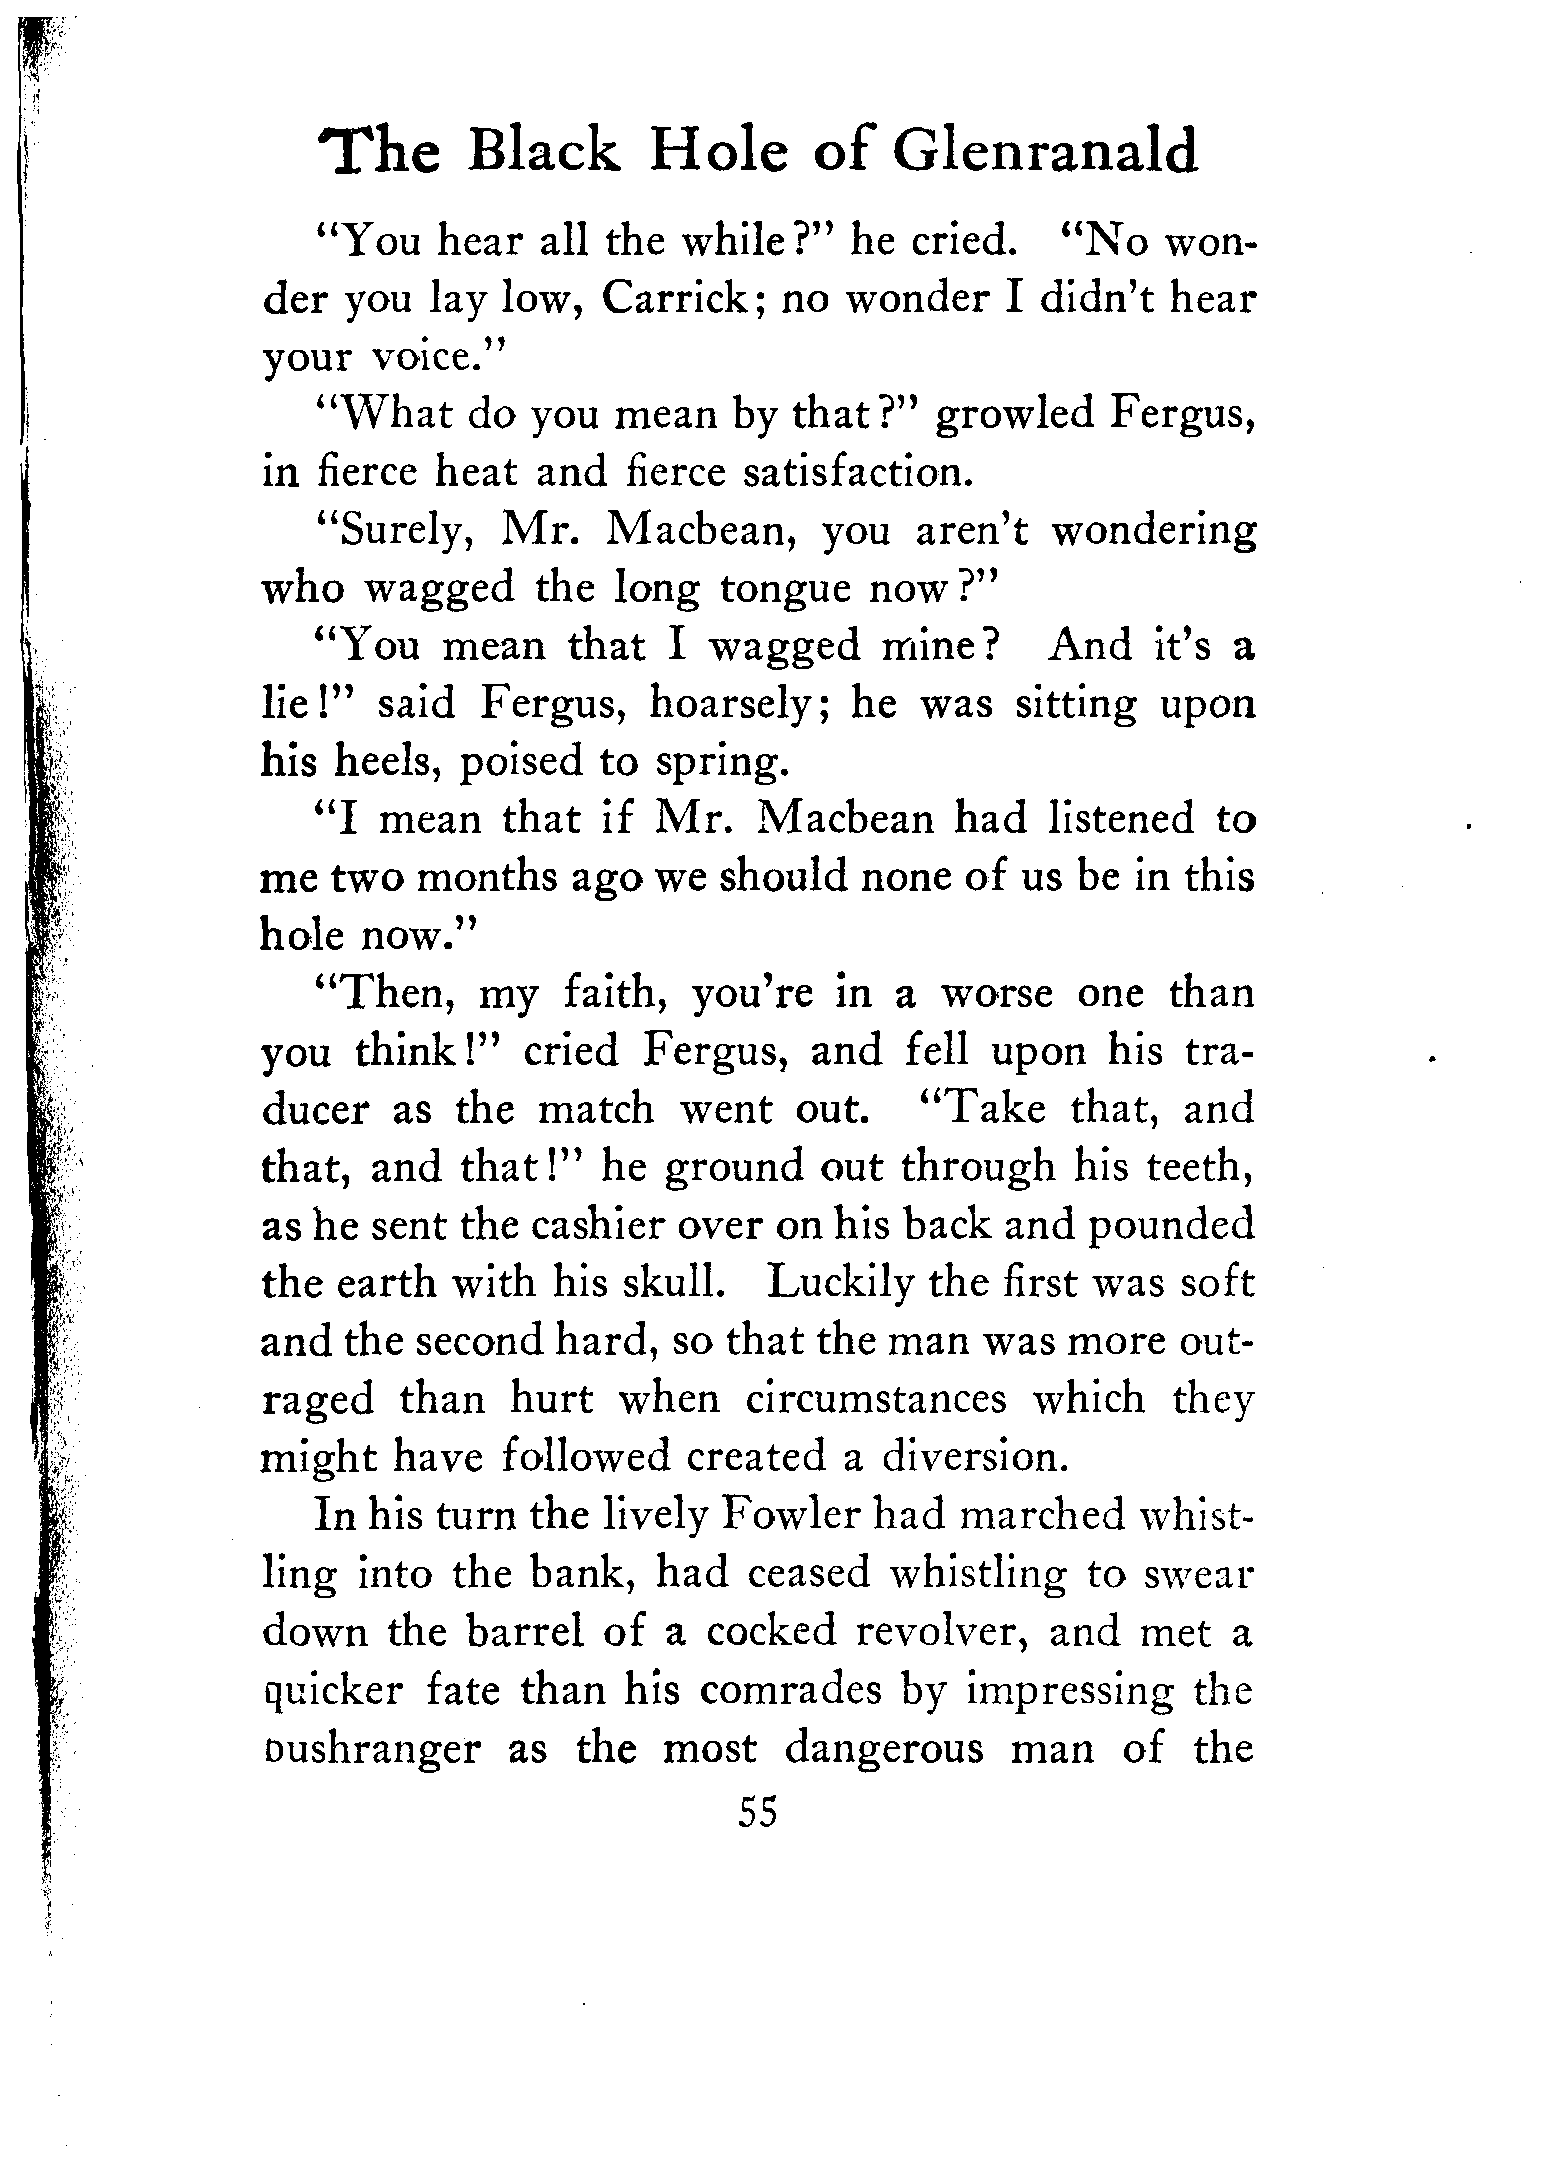 The Black Hole of Glenranald
"You hear all the while?" he cried. "No won-
der you lay low, Carrick; no wonder I didn't hear
your voice."
"What do you mean by that?" growled Fergus,
in fierce heat and fierce satisfaction.
"Surely, Mr. Macbean, you aren't wondering
who wagged the long tongue now?"
"You mean that I wagged mine? And it's a
lie!" said Fergus, hoarsely; he was sitting upon
his heels, poised to spring.
"I mean that if Mr. Macbean had listened to
me two months ago we should none of us be in this
hole now."
"Then, my faith, you're in a worse one than
you think!" cried Fergus, and fell upon his tra-
ducer as the match went out. "Take that, and
that, and that!" he ground out through his teeth,
as he sent the cashier over on his back and pounded
the earth with his skull. Luckily the first was soft
and the second hard, so that the man was more out-
raged than hurt when circumstances which they
might have followed created a diversion.
In his turn the lively Fowler had marched whist-
ling into the bank, had ceased whistling to swear
down the barrel of a cocked revolver, and met a
quicker fate than his comrades by impressing the
bushranger as the most dangerous man of the
55